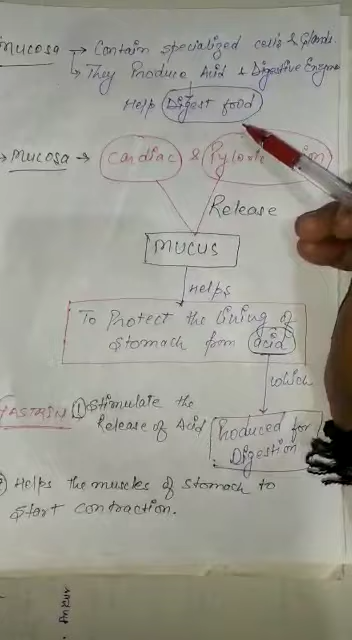 Mucosa → Contain specialized cells & Glands.
→ They Produce Acid & Digestive Enzyme
Help Digest food
→ Mucosa → Cardiac & Pyloric
Release
MUCUS
Helps
To Protect the Lining of
Stomach from acid
which
Produced for
Digestion
GASTRIN ① Stimulate the
Release of Acid
Helps the muscles of stomach to
start contraction.